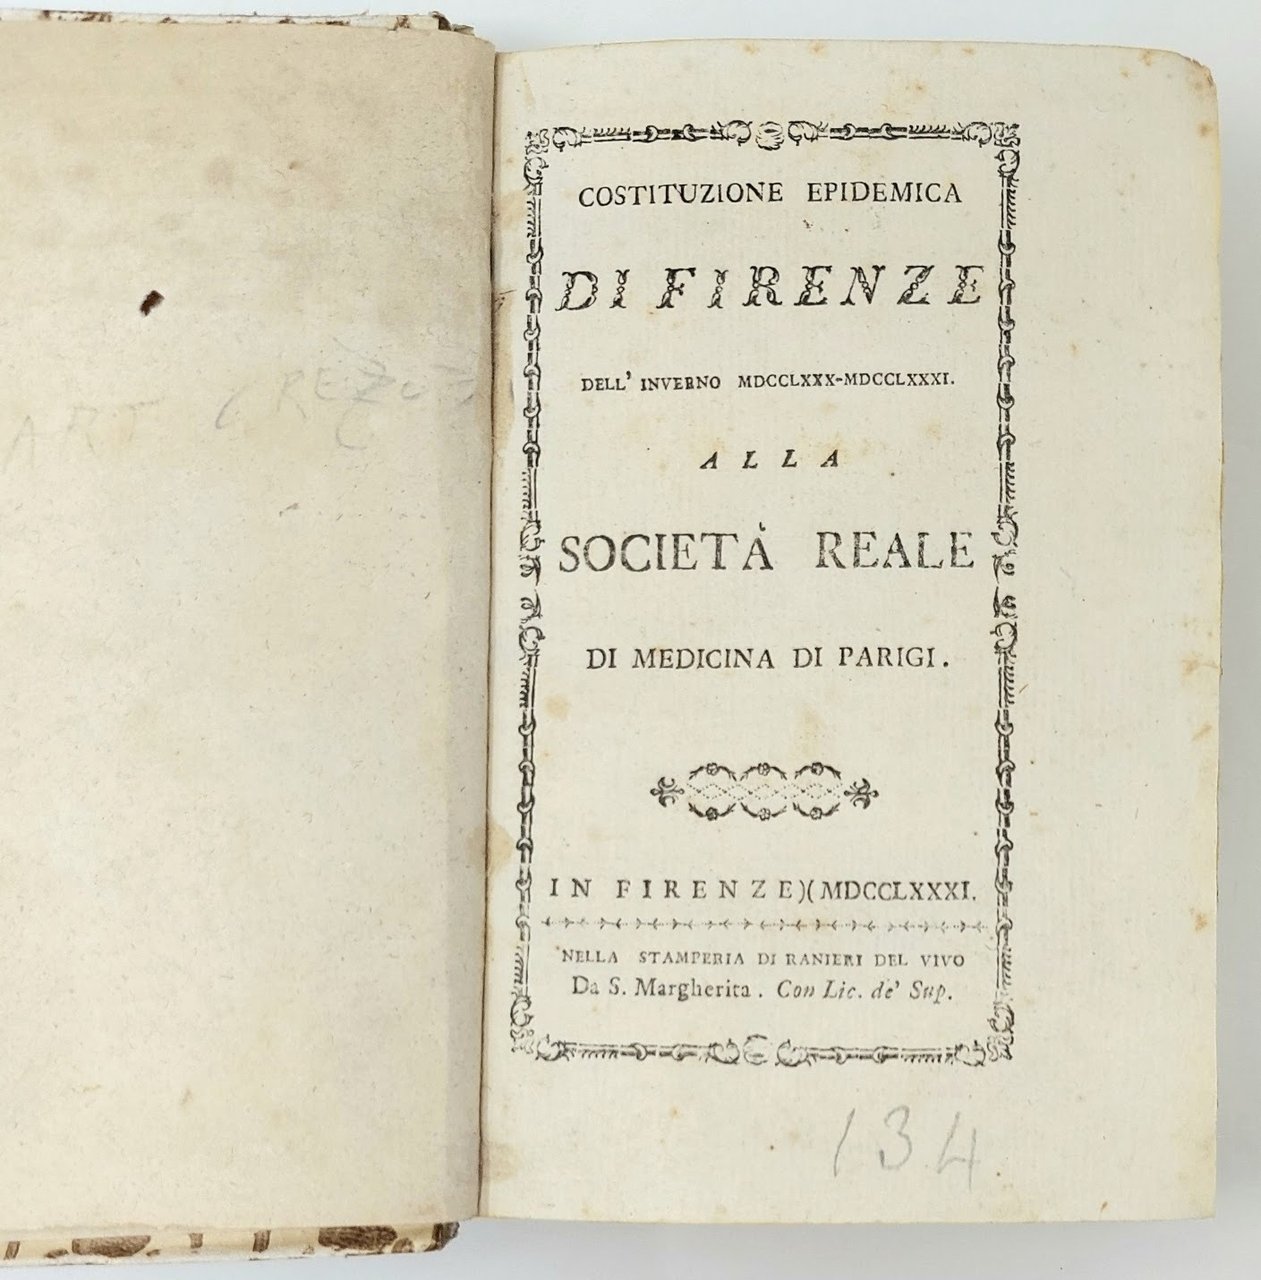 COSTITUZIONE EPIDEMICA
DI FIRENZE
DELL' INVERNO MDCCLXXX-MDCCLXXXI.
ALLA
SOCIETÀ REALE
DI MEDICINA DI PARIGI.
IN FIRENZE)(MDCCLXXXI.
NELLA STAMPERIA DI RANIERI DEL VIVO
Da S. Margherita. Con Lic. de' Sup.
134